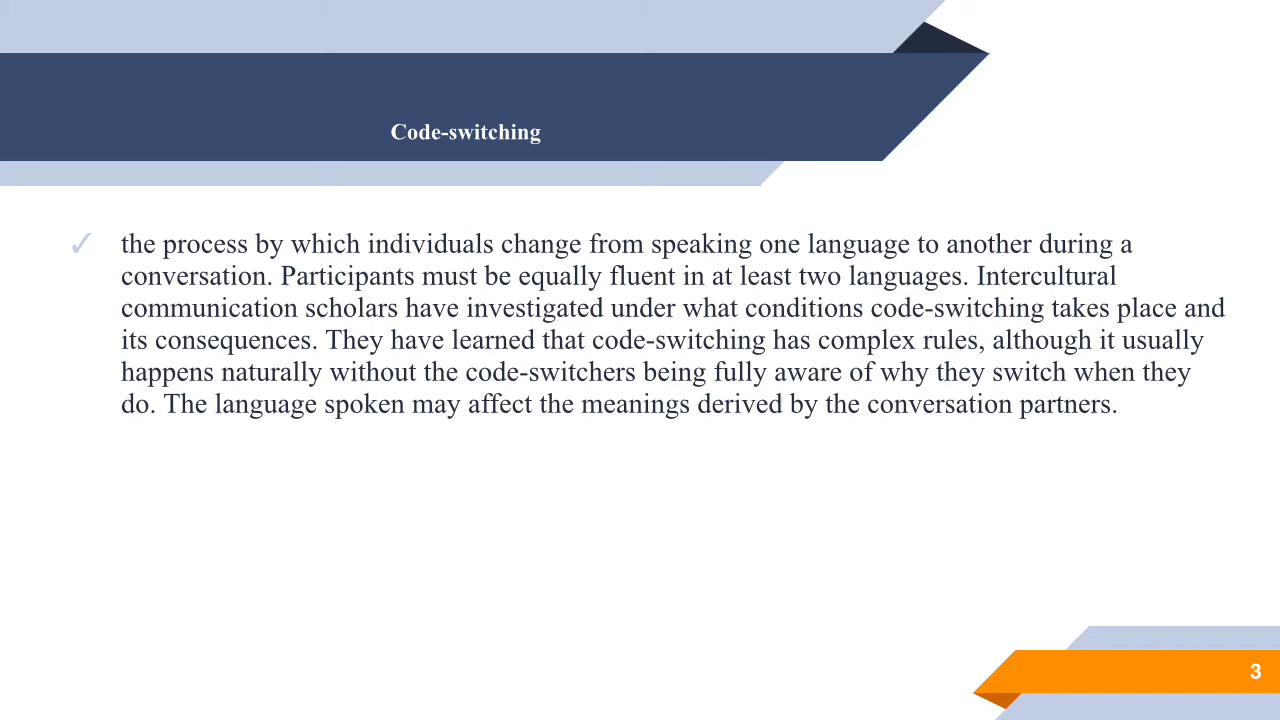 Code-switching
✓ the process by which individuals change from speaking one language to another during a
conversation. Participants must be equally fluent in at least two languages. Intercultural
communication scholars have investigated under what conditions code-switching takes place and
its consequences. They have learned that code-switching has complex rules, although it usually
happens naturally without the code-switchers being fully aware of why they switch when they
do. The language spoken may affect the meanings derived by the conversation partners.
3